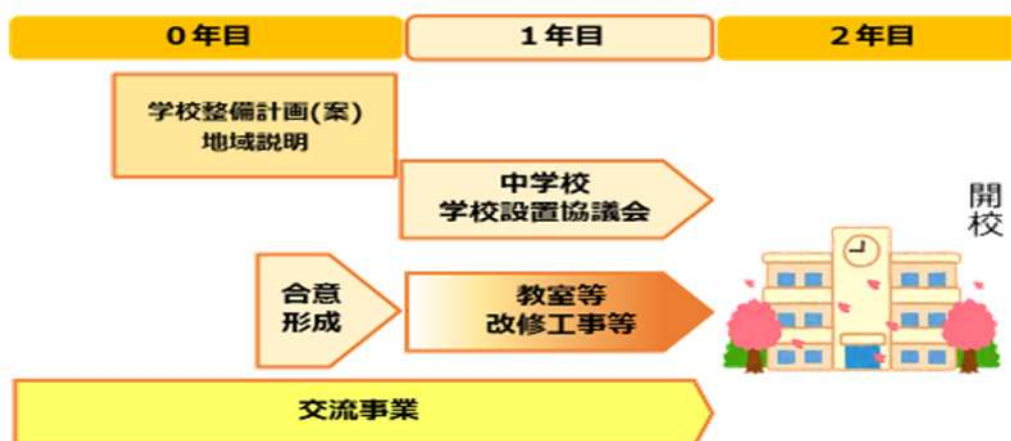 0年目
1年目
2年目
学校整備計画(案)
地域説明
中学校
学校設置協議会
開校
合意
形成
教室等
改修工事等
交流事業